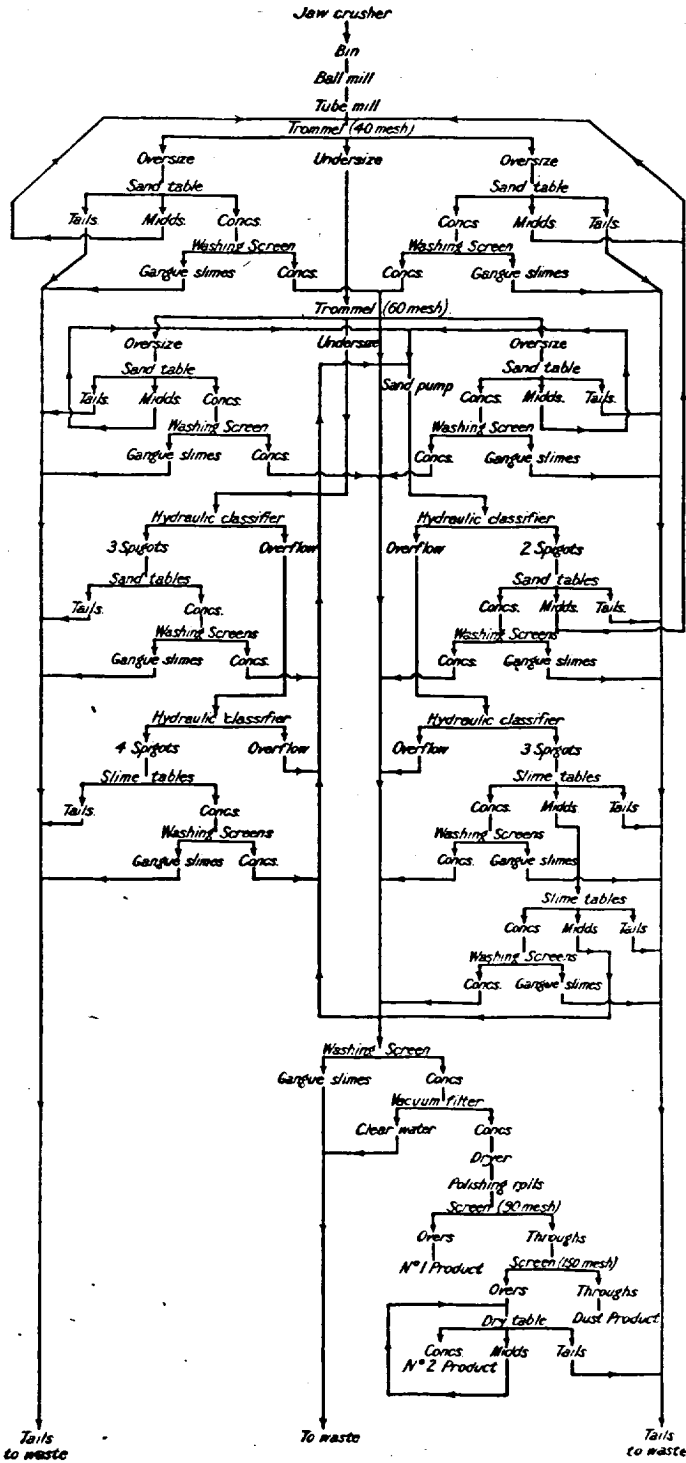 Jaw crusher
Bin
Ball mill
Tube mill
Trommel (40 mesh)
Oversize Undersize Oversize
Sand table Sand table
Tails. Midds. Concs. Concs. Midds. Tails.
Washing Screen Washing Screen
Gangue slimes Concs. Concs. Gangue slimes
Trommel (60 mesh).
Oversize Undersize Oversize
Sand table Sand pump Sand table
Tails. Midds. Concs. Concs. Midds. Tails.
Washing Screen Washing Screen
Gangue slimes Concs. Concs. Gangue slimes
Hydraulic classifier Hydraulic classifier
3 Spigots Overflow Overflow 2 Spigots
Sand tables Sand tables
Tails. Concs. Concs. Midds. Tails.
Washing Screens Washing Screens
Gangue slimes Concs. Concs. Gangue slimes
Hydraulic classifier Hydraulic classifier
4 Spigots Overflow Overflow 3 Spigots
Slime tables Slime tables
Tails. Concs. Concs. Midds. Tails
Washing Screens Washing Screens
Gangue slimes Concs. Concs. Gangue slimes
Slime tables
Concs Midds Tails
Washing Screens
Concs. Gangue slimes
Washing Screen
Gangue slimes Concs
Vacuum filter
Clear water Concs
Dryer
Polishing rolls
Screen (90 mesh)
Overs Throughs
Nº 1 Product Screen (150 mesh)
Overs Throughs
Dry table Dust Product
Concs. Midds Tails
Nº 2 Product
Tails To waste Tails
to waste to waste